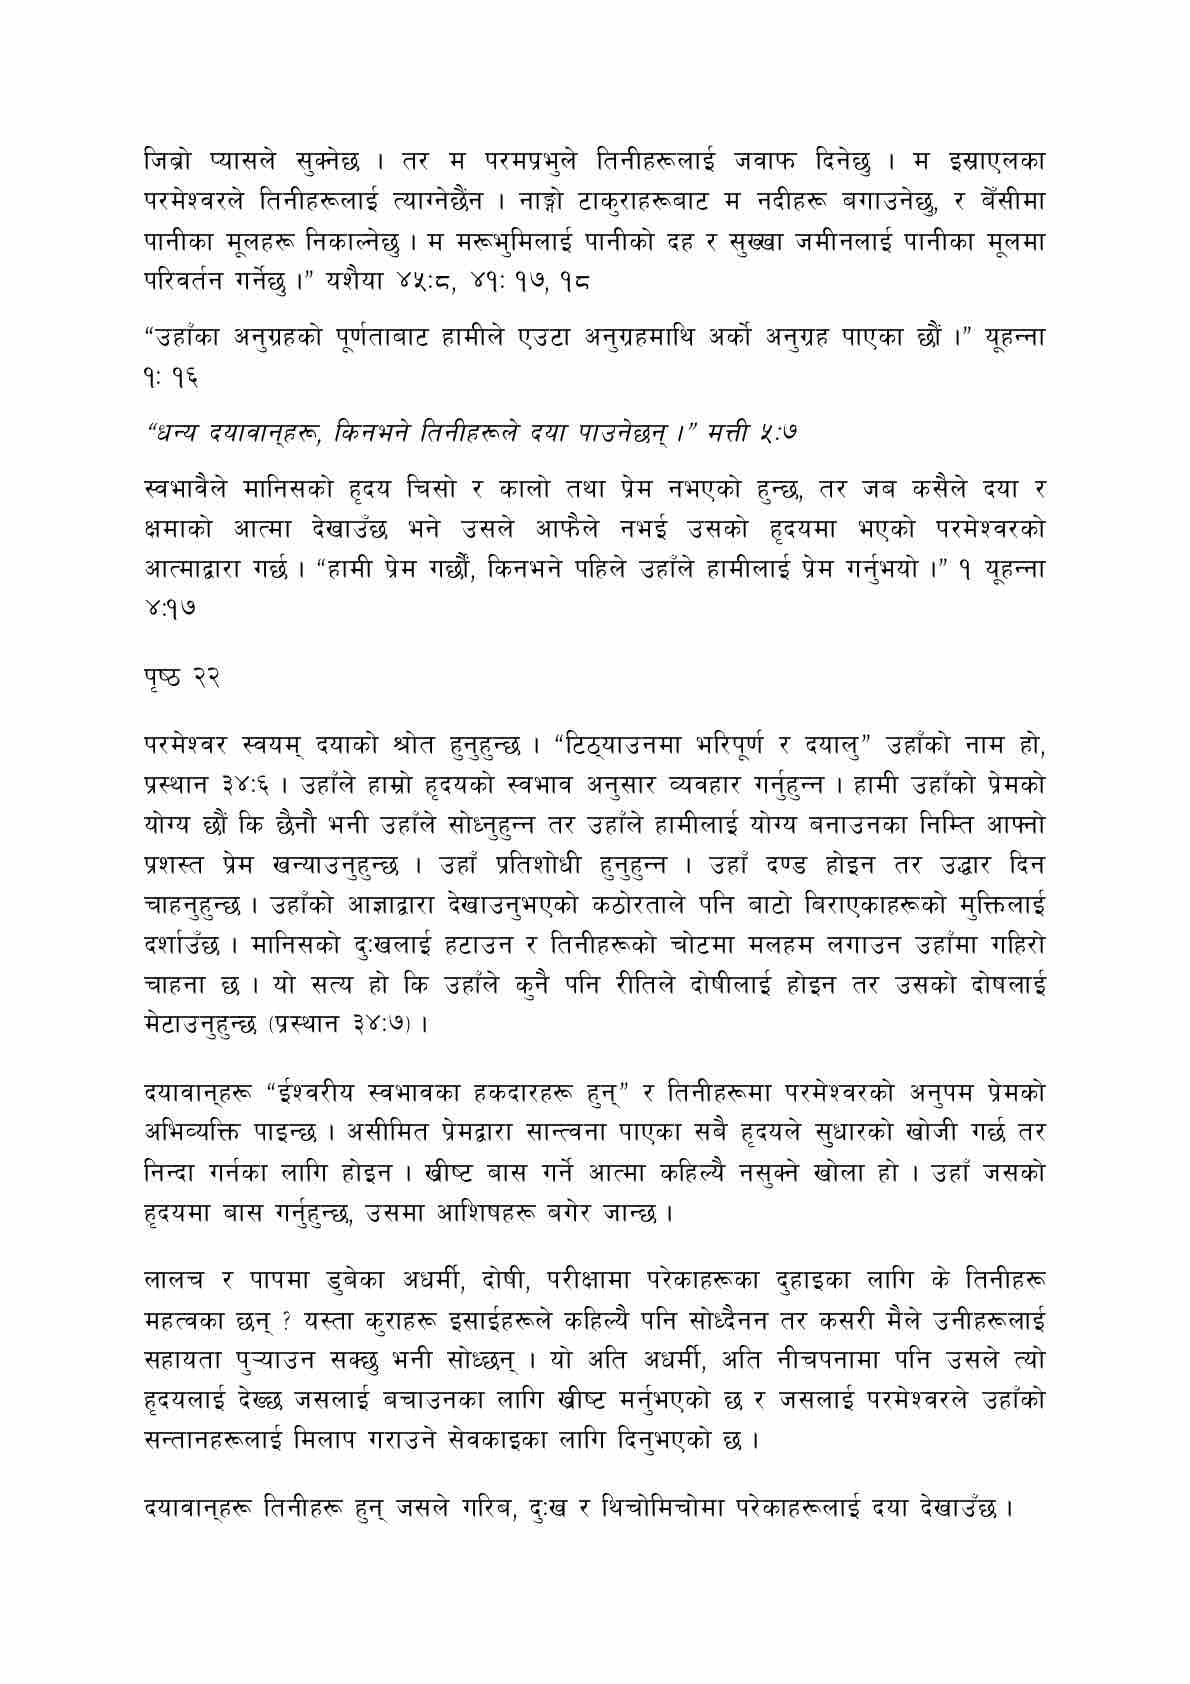 जिब्रो प्यासले सुक्नेछ । तर म परमप्रभुले तिनीहरूलाई जवाफ दिनेछु । म इस्राएलका
परमेश्वरले तिनीहरूलाई त्याग्नेछैंन । नाङ्गो टाकुराहरूबाट म नदीहरू बगाउनेछु, र बेँसीमा
पानीका मूलहरू निकाल्नेछु । म मरूभुमिलाई पानीको दह र सुख्खा जमीनलाई पानीका मूलमा
परिवर्तन गर्नेछु ।” यशैया ४५ः८, ४१ः १७, १८
“उहाँका अनुग्रहको पूर्णताबाट हामीले एउटा अनुग्रहमाथि अर्को अनुग्रह पाएका छौं ।” यूहन्ना
१ः १६
“धन्य दयावान्‌हरू, किनभने तिनीहरूले दया पाउनेछन् ।” मत्ती ५ः७
स्वभावैले मानिसको हृदय चिसो र कालो तथा प्रेम नभएको हुन्छ, तर जब कसैले दया र
क्षमाको आत्मा देखाउँछ भने उसले आफैले नभई उसको हृदयमा भएको परमेश्वरको
आत्माद्वारा गर्छ । “हामी प्रेम गर्छौं, किनभने पहिले उहाँले हामीलाई प्रेम गर्नुभयो ।” १ यूहन्ना
४ः१७
पृष्ठ २२
परमेश्वर स्वयम् दयाको श्रोत हुनुहुन्छ । “टिठ्याउनमा भरिपूर्ण र दयालु” उहाँको नाम हो,
प्रस्थान ३४ः६ । उहाँले हाम्रो हृदयको स्वभाव अनुसार व्यवहार गर्नुहुन्न । हामी उहाँको प्रेमको
योग्य छौं कि छैनौ भनी उहाँले सोध्नुहुन्न तर उहाँले हामीलाई योग्य बनाउनका निम्ति आफ्नो
प्रशस्त प्रेम खन्याउनुहुन्छ । उहाँ प्रतिशोधी हुनुहुन्न । उहाँ दण्ड होइन तर उद्धार दिन
चाहनुहुन्छ । उहाँको आज्ञाद्वारा देखाउनुभएको कठोरताले पनि बाटो बिराएकाहरूको मुक्तिलाई
दर्शाउँछ । मानिसको दुःखलाई हटाउन र तिनीहरूको चोटमा मलहम लगाउन उहाँमा गहिरो
चाहना छ । यो सत्य हो कि उहाँले कुनै पनि रीतिले दोषीलाई होइन तर उसको दोषलाई
मेटाउनुहुन्छ (प्रस्थान ३४ः७) ।
दयावान्‌हरू “ईश्वरीय स्वभावका हकदारहरू हुन्” र तिनीहरूमा परमेश्वरको अनुपम प्रेमको
अभिव्यक्ति पाइन्छ । असीमित प्रेमद्वारा सान्त्वना पाएका सबै हृदयले सुधारको खोजी गर्छ तर
निन्दा गर्नका लागि होइन । ख्रीष्ट बास गर्ने आत्मा कहिल्यै नसुक्ने खोला हो । उहाँ जसको
हृदयमा बास गर्नुहुन्छ, उसमा आशिषहरू बगेर जान्छ ।
लालच र पापमा डुबेका अधर्मी, दोषी, परीक्षामा परेकाहरूका दुहाइका लागि के तिनीहरू
महत्वका छन् ? यस्ता कुराहरू इसाईहरूले कहिल्यै पनि सोध्दैनन तर कसरी मैले उनीहरूलाई
सहायता पुऱ्याउन सक्छु भनी सोध्छन् । यो अति अधर्मी, अति नीचपनामा पनि उसले त्यो
हृदयलाई देख्छ जसलाई बचाउनका लागि ख्रीष्ट मर्नुभएको छ र जसलाई परमेश्वरले उहाँको
सन्तानहरूलाई मिलाप गराउने सेवकाइका लागि दिनुभएको छ ।
दयावान्‌हरू तिनीहरू हुन् जसले गरिब, दुःख र थिचोमिचोमा परेकाहरूलाई दया देखाउँछ ।